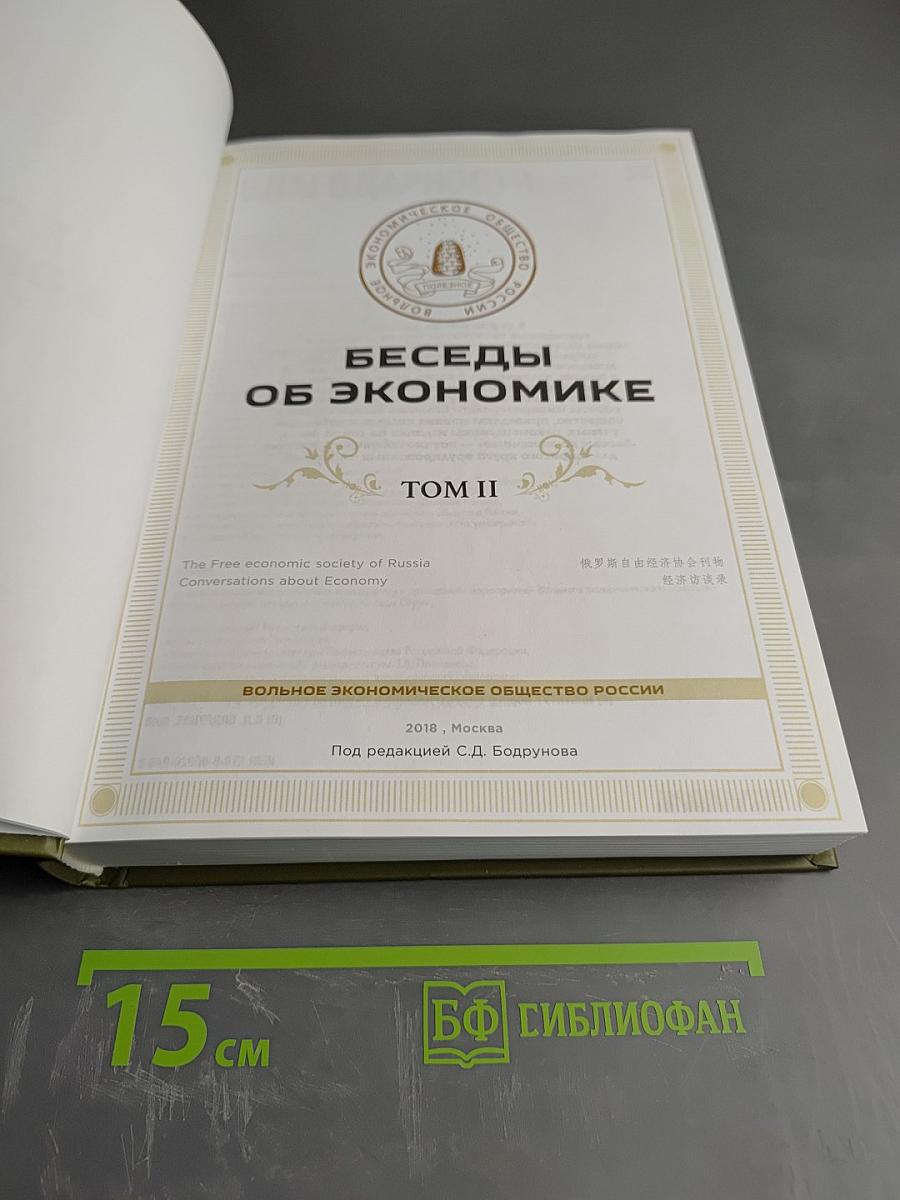 ВОЛЬНОЕ ЭКОНОМИЧЕСКОЕ ОБЩЕСТВО РОССИИ
ПОЛЕЗНОЕ
БЕСЕДЫ
ОБ ЭКОНОМИКЕ
ТОМ II
The Free economic society of Russia
Conversations about Economy
俄罗斯自由经济协会刊物
经济访谈录
ВОЛЬНОЕ ЭКОНОМИЧЕСКОЕ ОБЩЕСТВО РОССИИ
2018 , Москва
Под редакцией С.Д. Бодрунова
15 см
БФ
БИБЛИОФАН